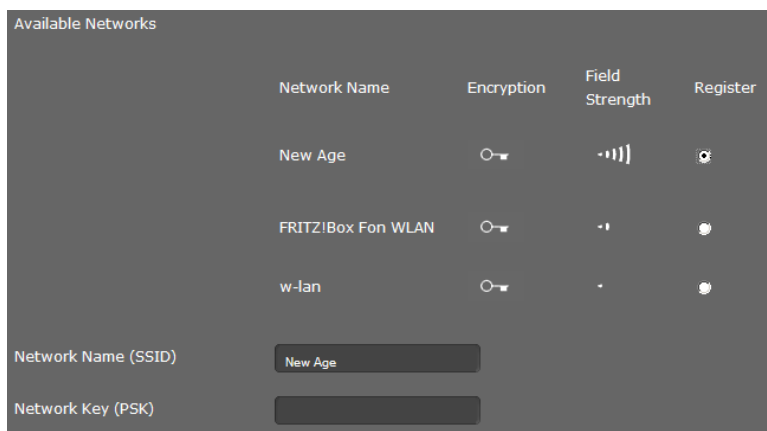 Available Networks
Network Name Encryption Field Strength Register
New Age
FRITZ!Box Fon WLAN
w-lan
Network Name (SSID) New Age
Network Key (PSK)